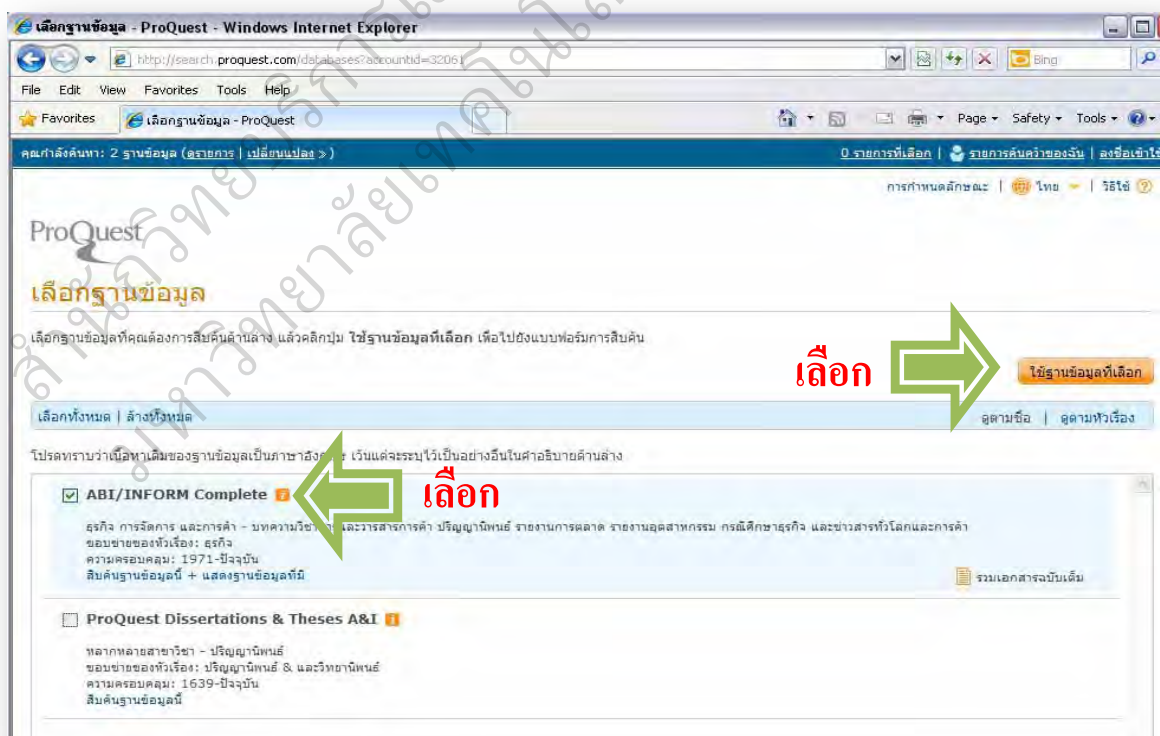 เลือกฐานข้อมูล - ProQuest - Windows Internet Explorer
http://search.proquest.com/databases?accountid=32061
Bing
File Edit View Favorites Tools Help
Favorites เลือกฐานข้อมูล - ProQuest Page Safety Tools
คุณกำลังค้นหา: 2 ฐานข้อมูล (ดูรายการ | เปลี่ยนแปลง >) 0 รายการที่เลือก | รายการค้นคว้าของฉัน | ลงชื่อเข้าใช้
การกำหนดลักษณะ | ไทย | วิธีใช้ ?
ProQuest
เลือกฐานข้อมูล
เลือกฐานข้อมูลที่คุณต้องการสืบค้นด้านล่าง แล้วคลิกปุ่ม ใช้ฐานข้อมูลที่เลือก เพื่อไปยังแบบฟอร์มการสืบค้น
เลือก ใช้ฐานข้อมูลที่เลือก
เลือกทั้งหมด | ล้างทั้งหมด ดูตามชื่อ | ดูตามหัวเรื่อง
โปรดทราบว่าเนื้อหาเดิมของฐานข้อมูลเป็นภาษา เว้นแต่จะระบุไว้เป็นอย่างอื่นในคำอธิบายด้านล่าง
ABI/INFORM Complete เลือก
ธุรกิจ การจัดการ และการค้า - บทความ และวารสารการค้า ปริญญานิพนธ์ รายงานการตลาด รายงานอุตสาหกรรม กรณีศึกษาธุรกิจ และข่าวสารทั่วโลกและการค้า
ขอบข่ายของหัวเรื่อง: ธุรกิจ
ความครอบคลุม: 1971-ปัจจุบัน
สืบค้นฐานข้อมูลนี้ + แสดงฐานข้อมูลที่มี รวมเอกสารฉบับเต็ม
ProQuest Dissertations & Theses A&I
หลากหลายสาขาวิชา - ปริญญานิพนธ์
ขอบข่ายของหัวเรื่อง: ปริญญานิพนธ์ & และวิทยานิพนธ์
ความครอบคลุม: 1639-ปัจจุบัน
สืบค้นฐานข้อมูลนี้